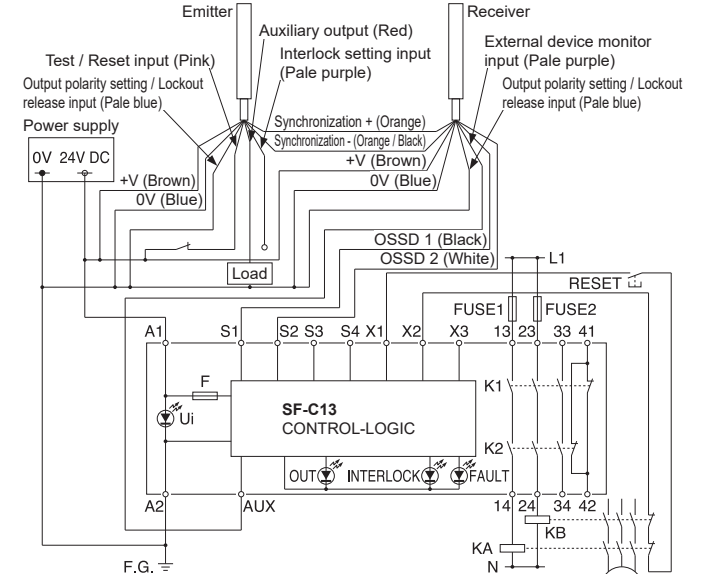 Emitter
Receiver
Auxiliary output (Red)
Interlock setting input
(Pale purple)
External device monitor
input (Pale purple)
Test / Reset input (Pink)
Output polarity setting / Lockout
release input (Pale blue)
Output polarity setting / Lockout
release input (Pale blue)
Power supply
0V 24V DC
Synchronization + (Orange)
Synchronization - (Orange / Black)
+V (Brown)
0V (Blue)
+V (Brown)
0V (Blue)
OSSD 1 (Black)
OSSD 2 (White)
Load
L1
RESET
FUSE1
FUSE2
A1 S1 S2 S3 S4 X1 X2 X3 13 23 33 41
F
Ui
SF-C13
CONTROL-LOGIC
K1
K2
OUT INTERLOCK FAULT
A2 AUX 14 24 34 42
KB
KA
N
F.G.